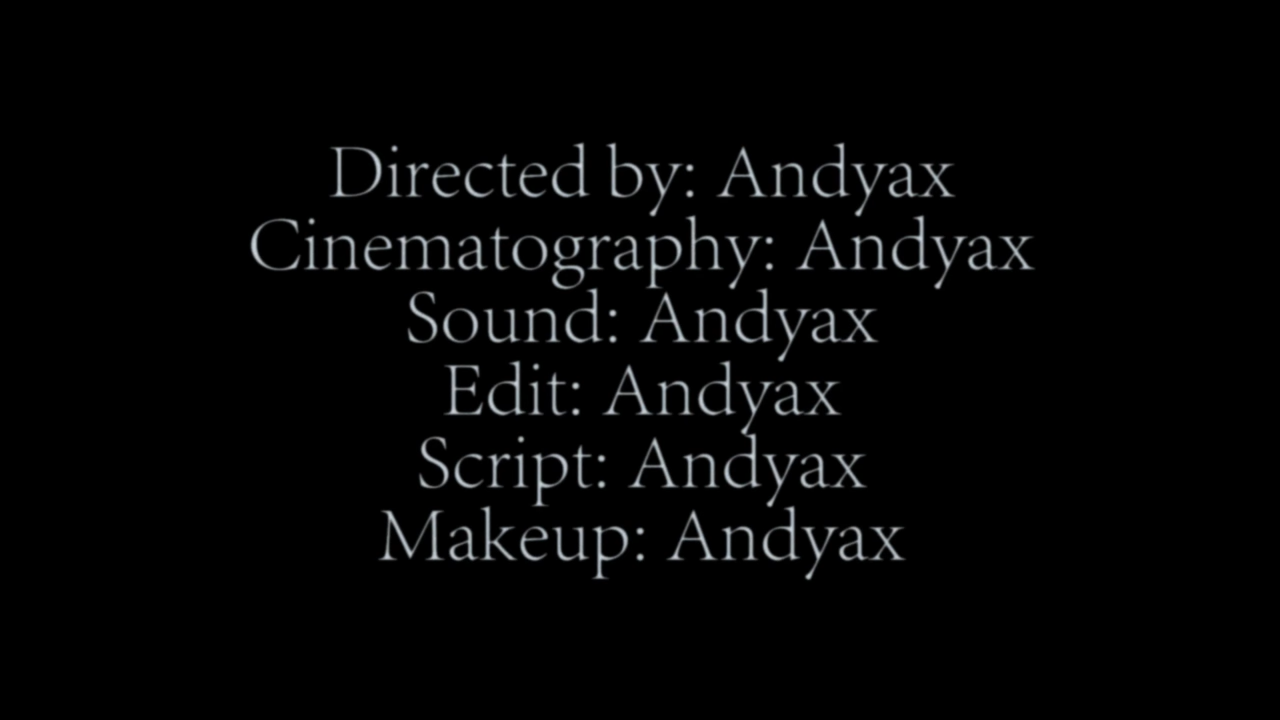 Directed by: Andyax
Cinematography: Andyax
Sound: Andyax
Edit: Andyax
Script: Andyax
Makeup: Andyax